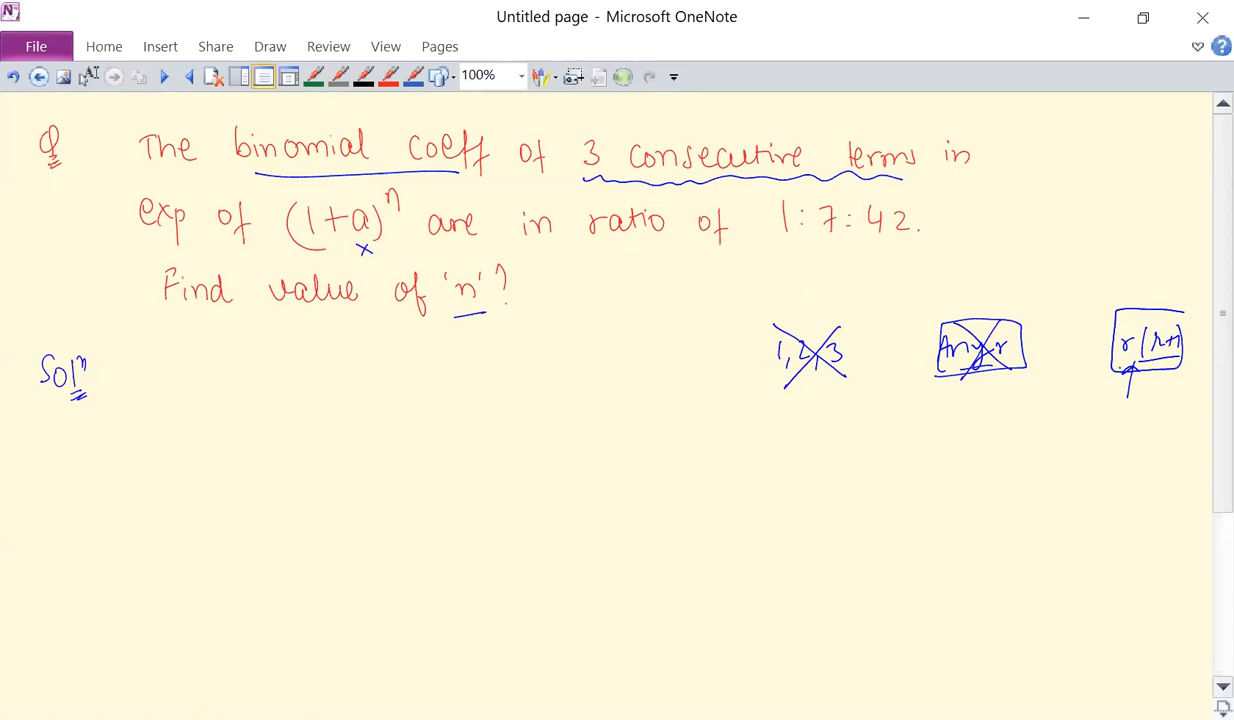 Untitled page - Microsoft OneNote
File Home Insert Share Draw Review View Pages
100%
Q The binomial coeff of 3 consecutive terms in
exp of (1+a)^n are in ratio of 1:7:42.
x
Find value of 'n'?
1, 2, 3 Any r r/(r+1)
Solⁿ